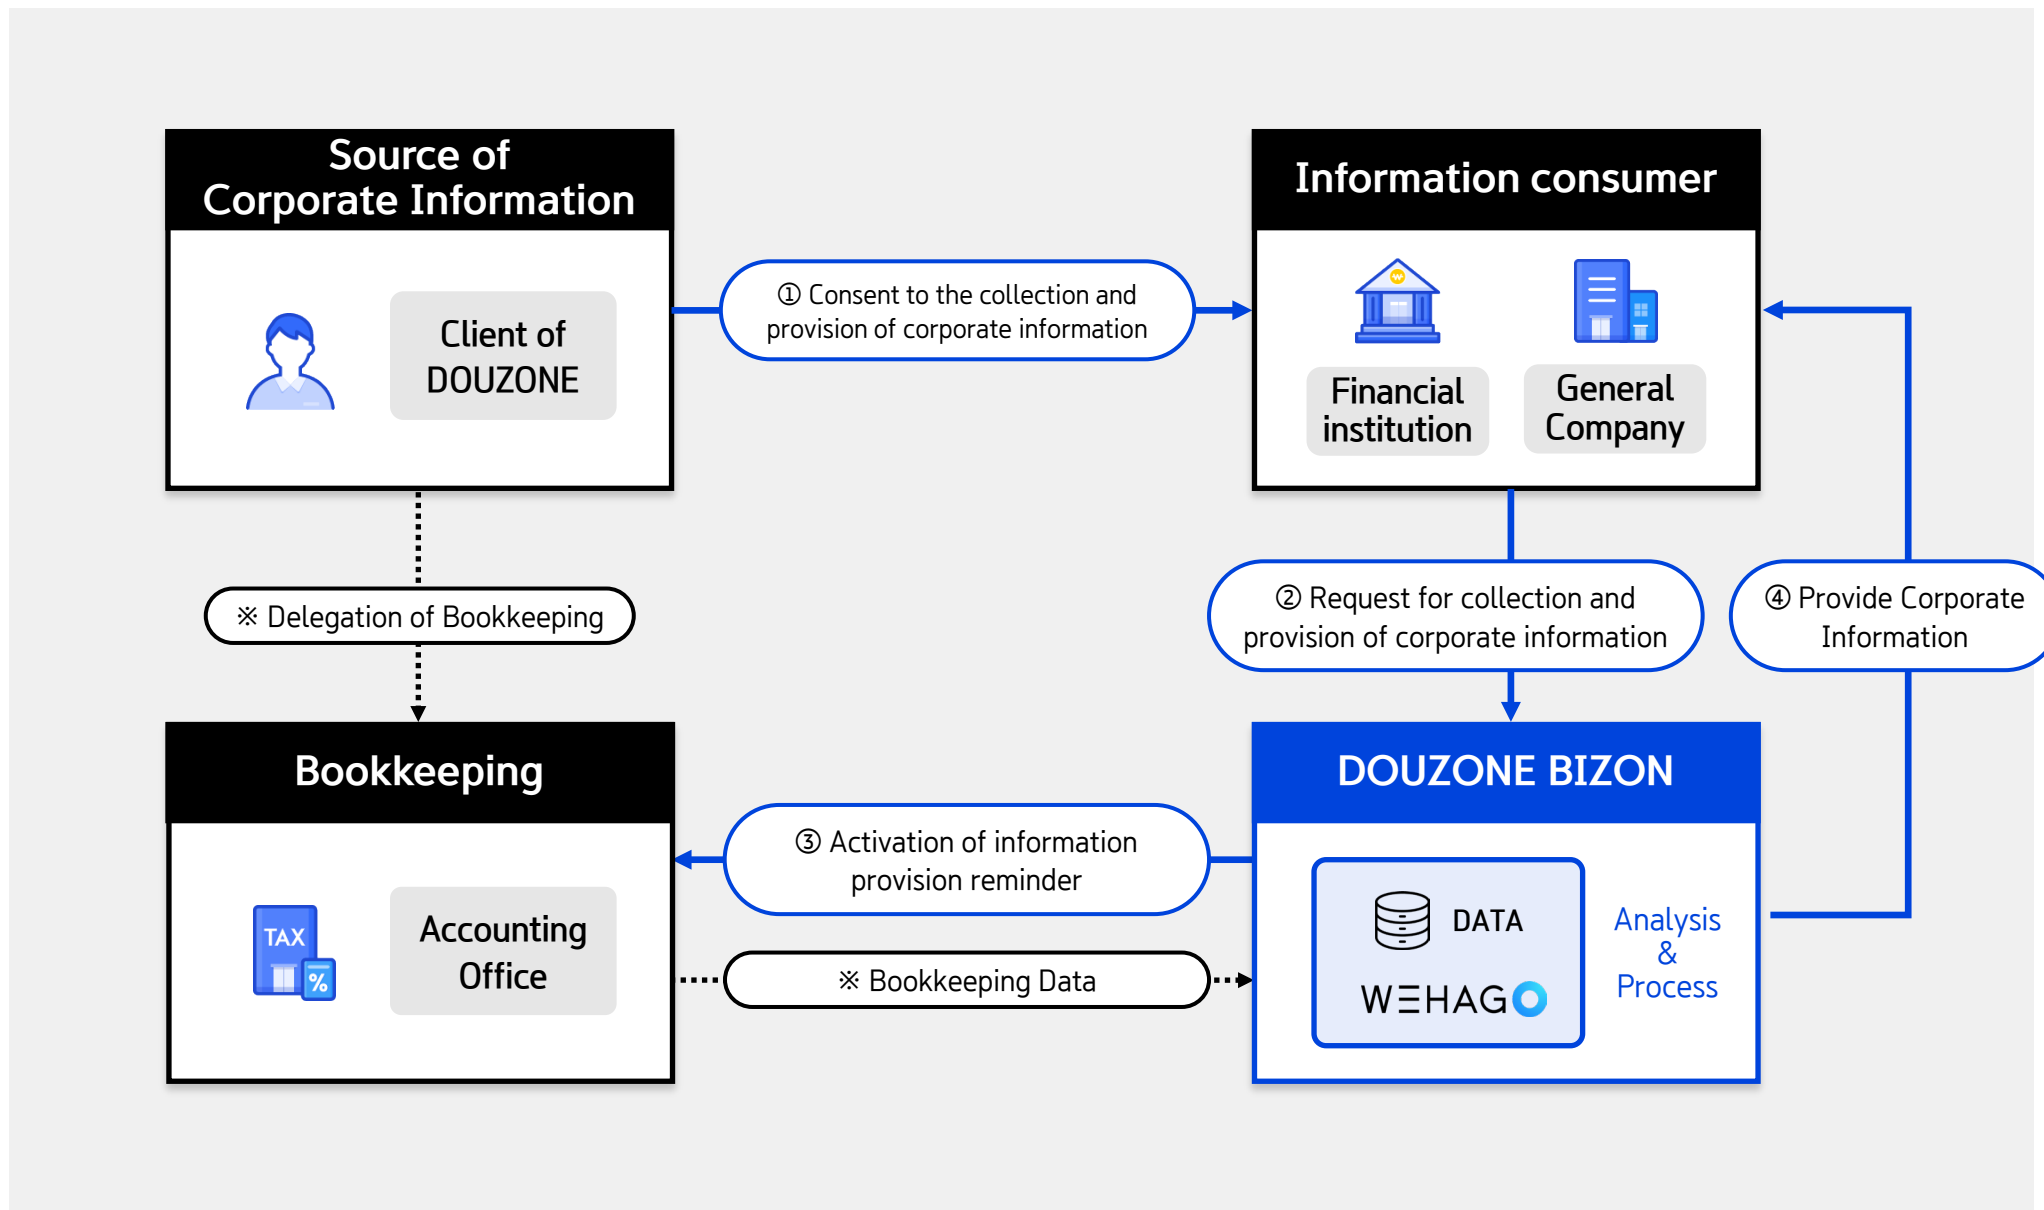 Source of
Corporate Information
Client of
DOUZONE
① Consent to the collection and
provision of corporate information
Information consumer
Financial
institution
General
Company
※ Delegation of Bookkeeping
② Request for collection and
provision of corporate information
④ Provide Corporate
Information
Bookkeeping
TAX
%
Accounting
Office
③ Activation of information
provision reminder
※ Bookkeeping Data
DOUZONE BIZON
DATA
WEHAGO
Analysis
&
Process